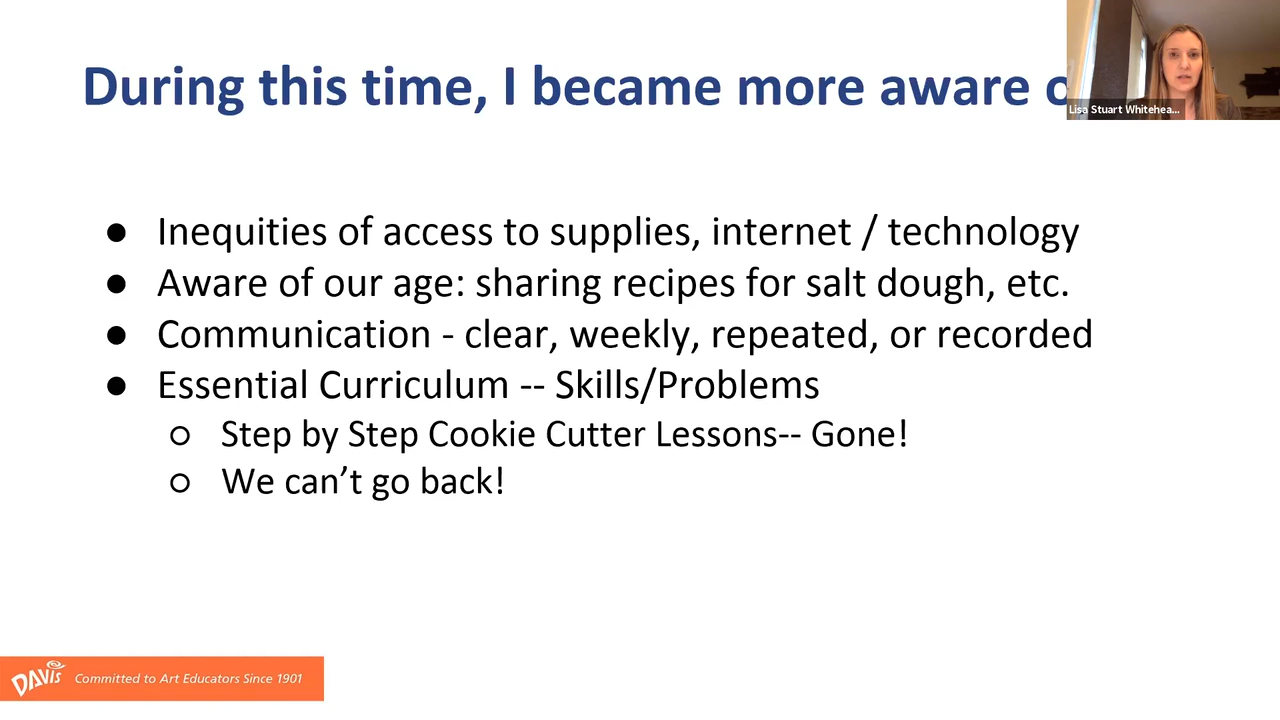 During this time, I became more aware
Lisa Stuart Whitehea...
● Inequities of access to supplies, internet / technology
● Aware of our age: sharing recipes for salt dough, etc.
● Communication - clear, weekly, repeated, or recorded
● Essential Curriculum -- Skills/Problems
○ Step by Step Cookie Cutter Lessons-- Gone!
○ We can’t go back!
DAVIS Committed to Art Educators Since 1901